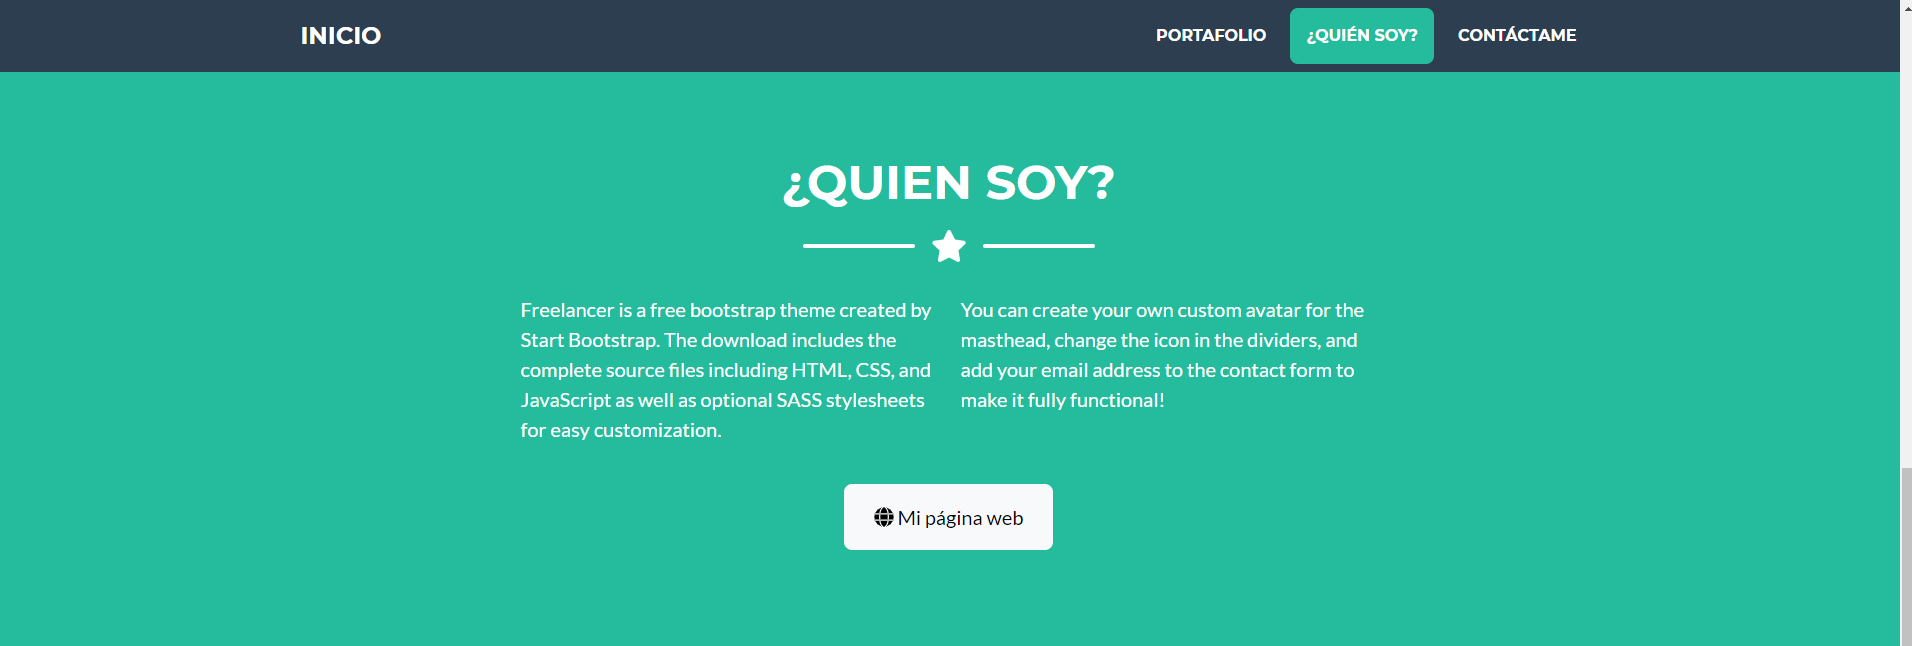 INICIO
PORTAFOLIO
¿QUIÉN SOY?
CONTÁCTAME
¿QUIEN SOY?
Freelancer is a free bootstrap theme created by
Start Bootstrap. The download includes the
complete source files including HTML, CSS, and
JavaScript as well as optional SASS stylesheets
for easy customization.
You can create your own custom avatar for the
masthead, change the icon in the dividers, and
add your email address to the contact form to
make it fully functional!
Mi página web